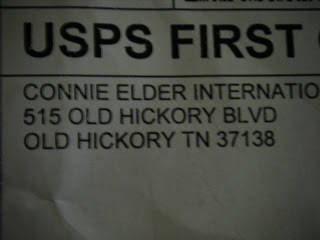 USPS FIRST
CONNIE ELDER INTERNATIO
515 OLD HICKORY BLVD
OLD HICKORY TN 37138